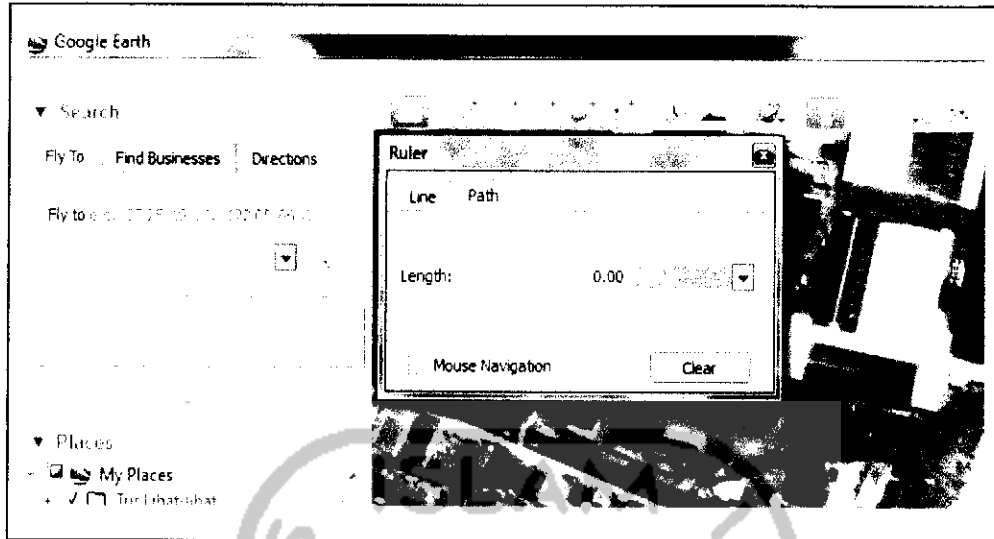 Google Earth
Search
Fly To
Find Businesses
Directions
Fly to
Ruler
Line
Path
Length:
0.00
Mouse Navigation
Clear
Places
My Places
ISLAM